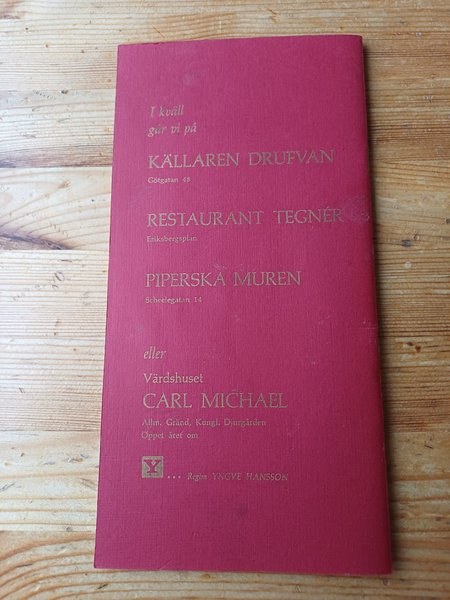 I kväll
går vi på
KÄLLAREN DRUFVAN
Götgatan 48
RESTAURANT TEGNÉR
Eriksbergsplan
PIPERSKA MUREN
Scheelegatan 14
eller
Värdshuset
CARL MICHAEL
Allm. Gränd, Kungl. Djurgården
Öppet året om
Y ... Regin YNGVE HANSSON